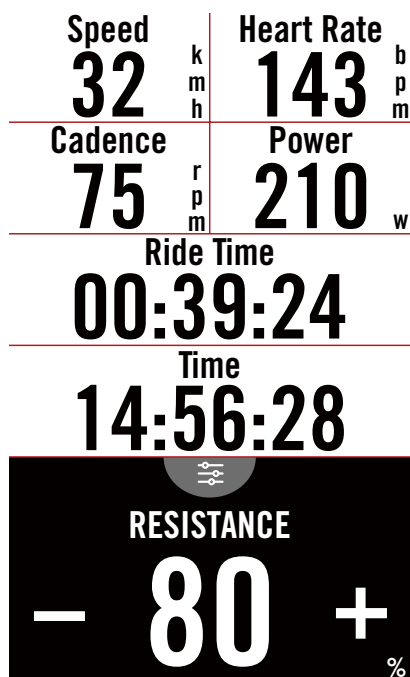 Speed
32 kmh
Heart Rate
143 bpm
Cadence
75 rpm
Power
210 w
Ride Time
00:39:24
Time
14:56:28
RESISTANCE
− 80 + %